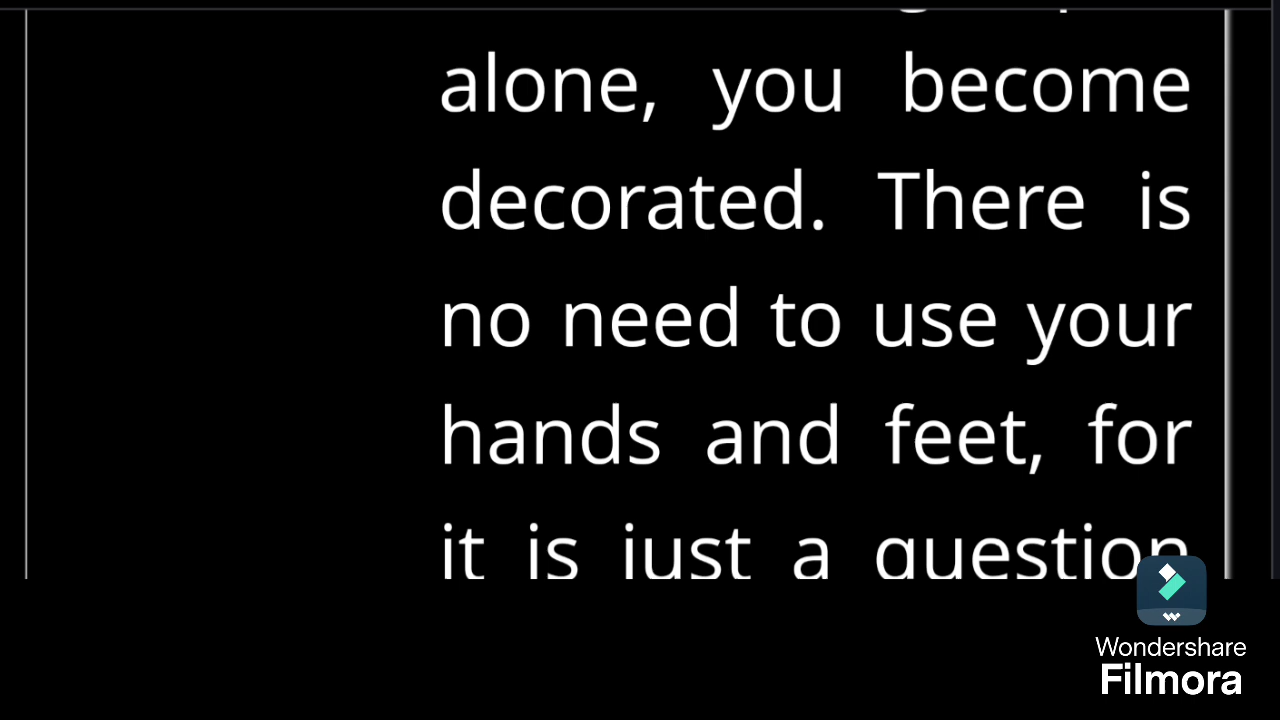 alone, you become
decorated. There is
no need to use your
hands and feet, for
it is just a question
Wondershare
Filmora